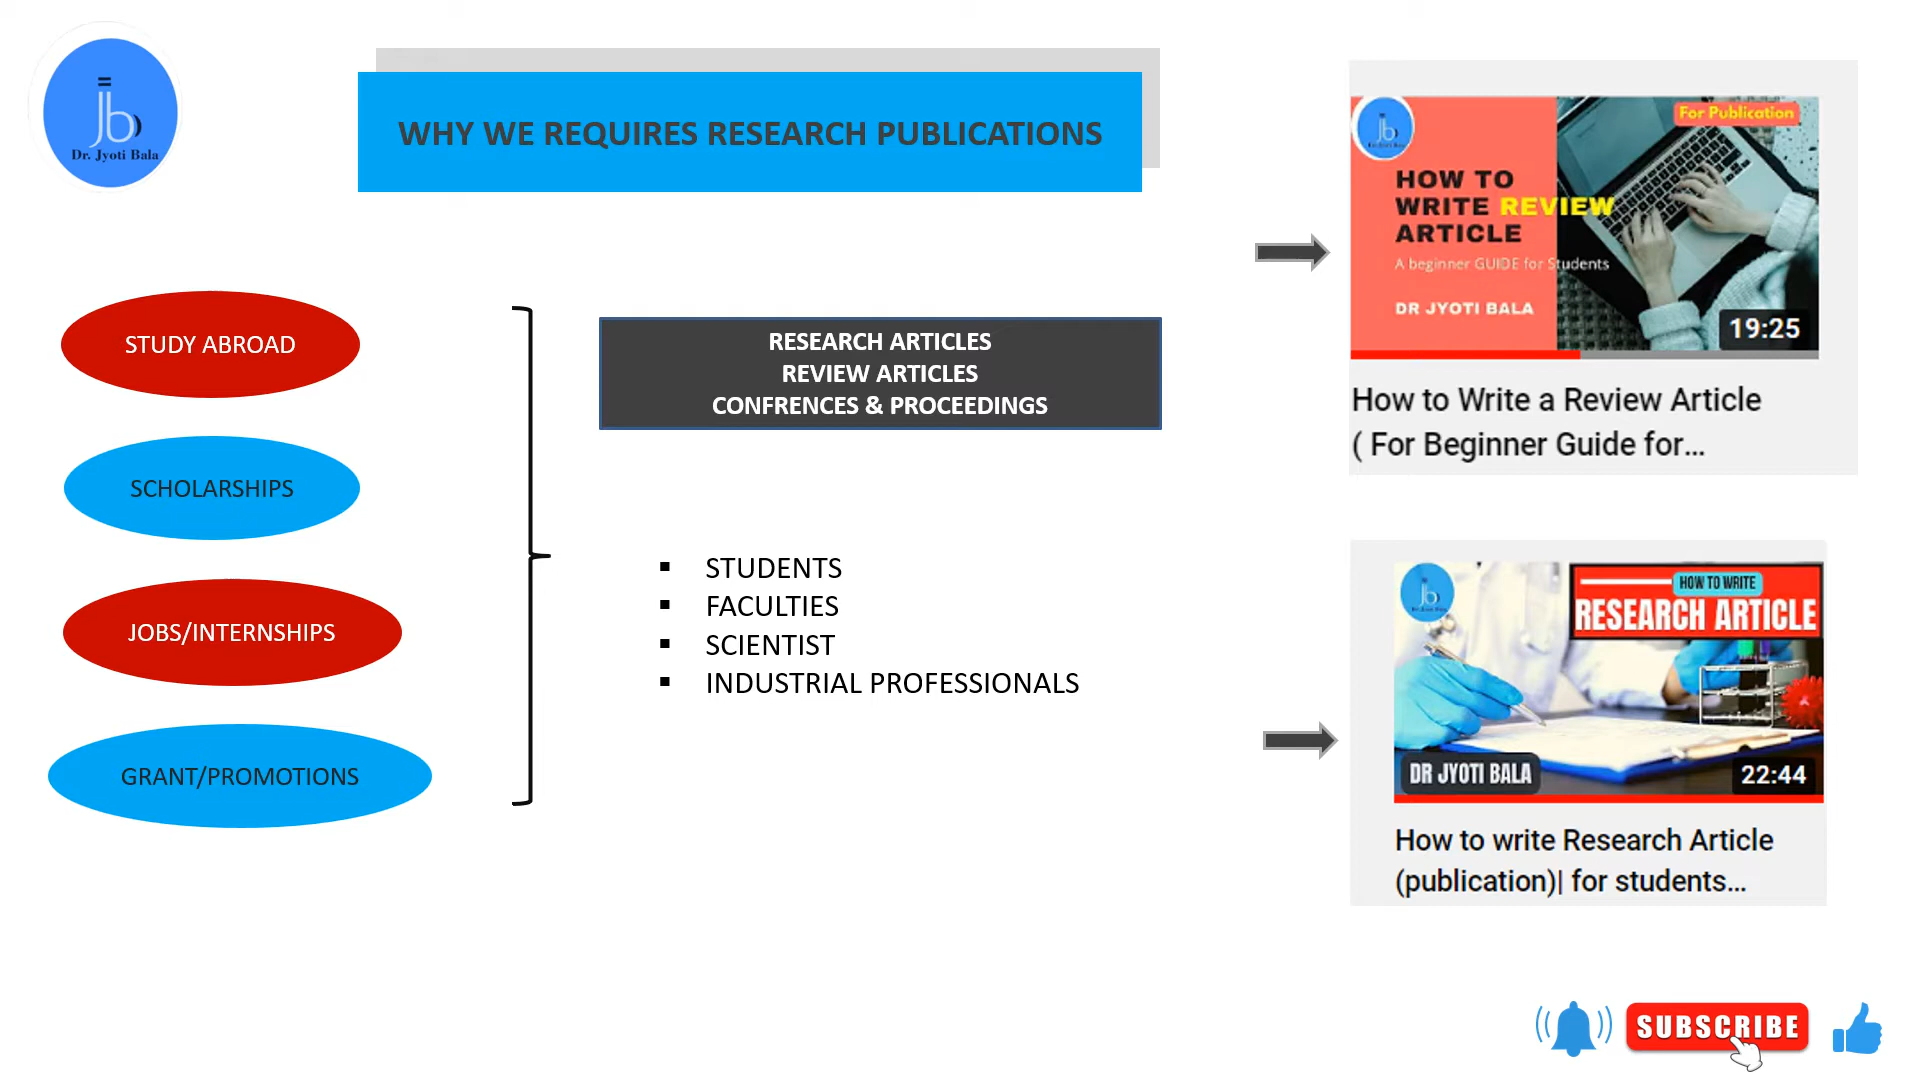 jb
Dr. Jyoti Bala
WHY WE REQUIRES RESEARCH PUBLICATIONS
STUDY ABROAD
SCHOLARSHIPS
JOBS/INTERNSHIPS
GRANT/PROMOTIONS
RESEARCH ARTICLES
REVIEW ARTICLES
CONFRENCES & PROCEEDINGS
▪ STUDENTS
▪ FACULTIES
▪ SCIENTIST
▪ INDUSTRIAL PROFESSIONALS
For Publication
HOW TO
WRITE REVIEW
ARTICLE
A beginner GUIDE for Students
DR JYOTI BALA
19:25
How to Write a Review Article
( For Beginner Guide for...
HOW TO WRITE
RESEARCH ARTICLE
DR JYOTI BALA
22:44
How to write Research Article
(publication)| for students...
SUBSCRIBE